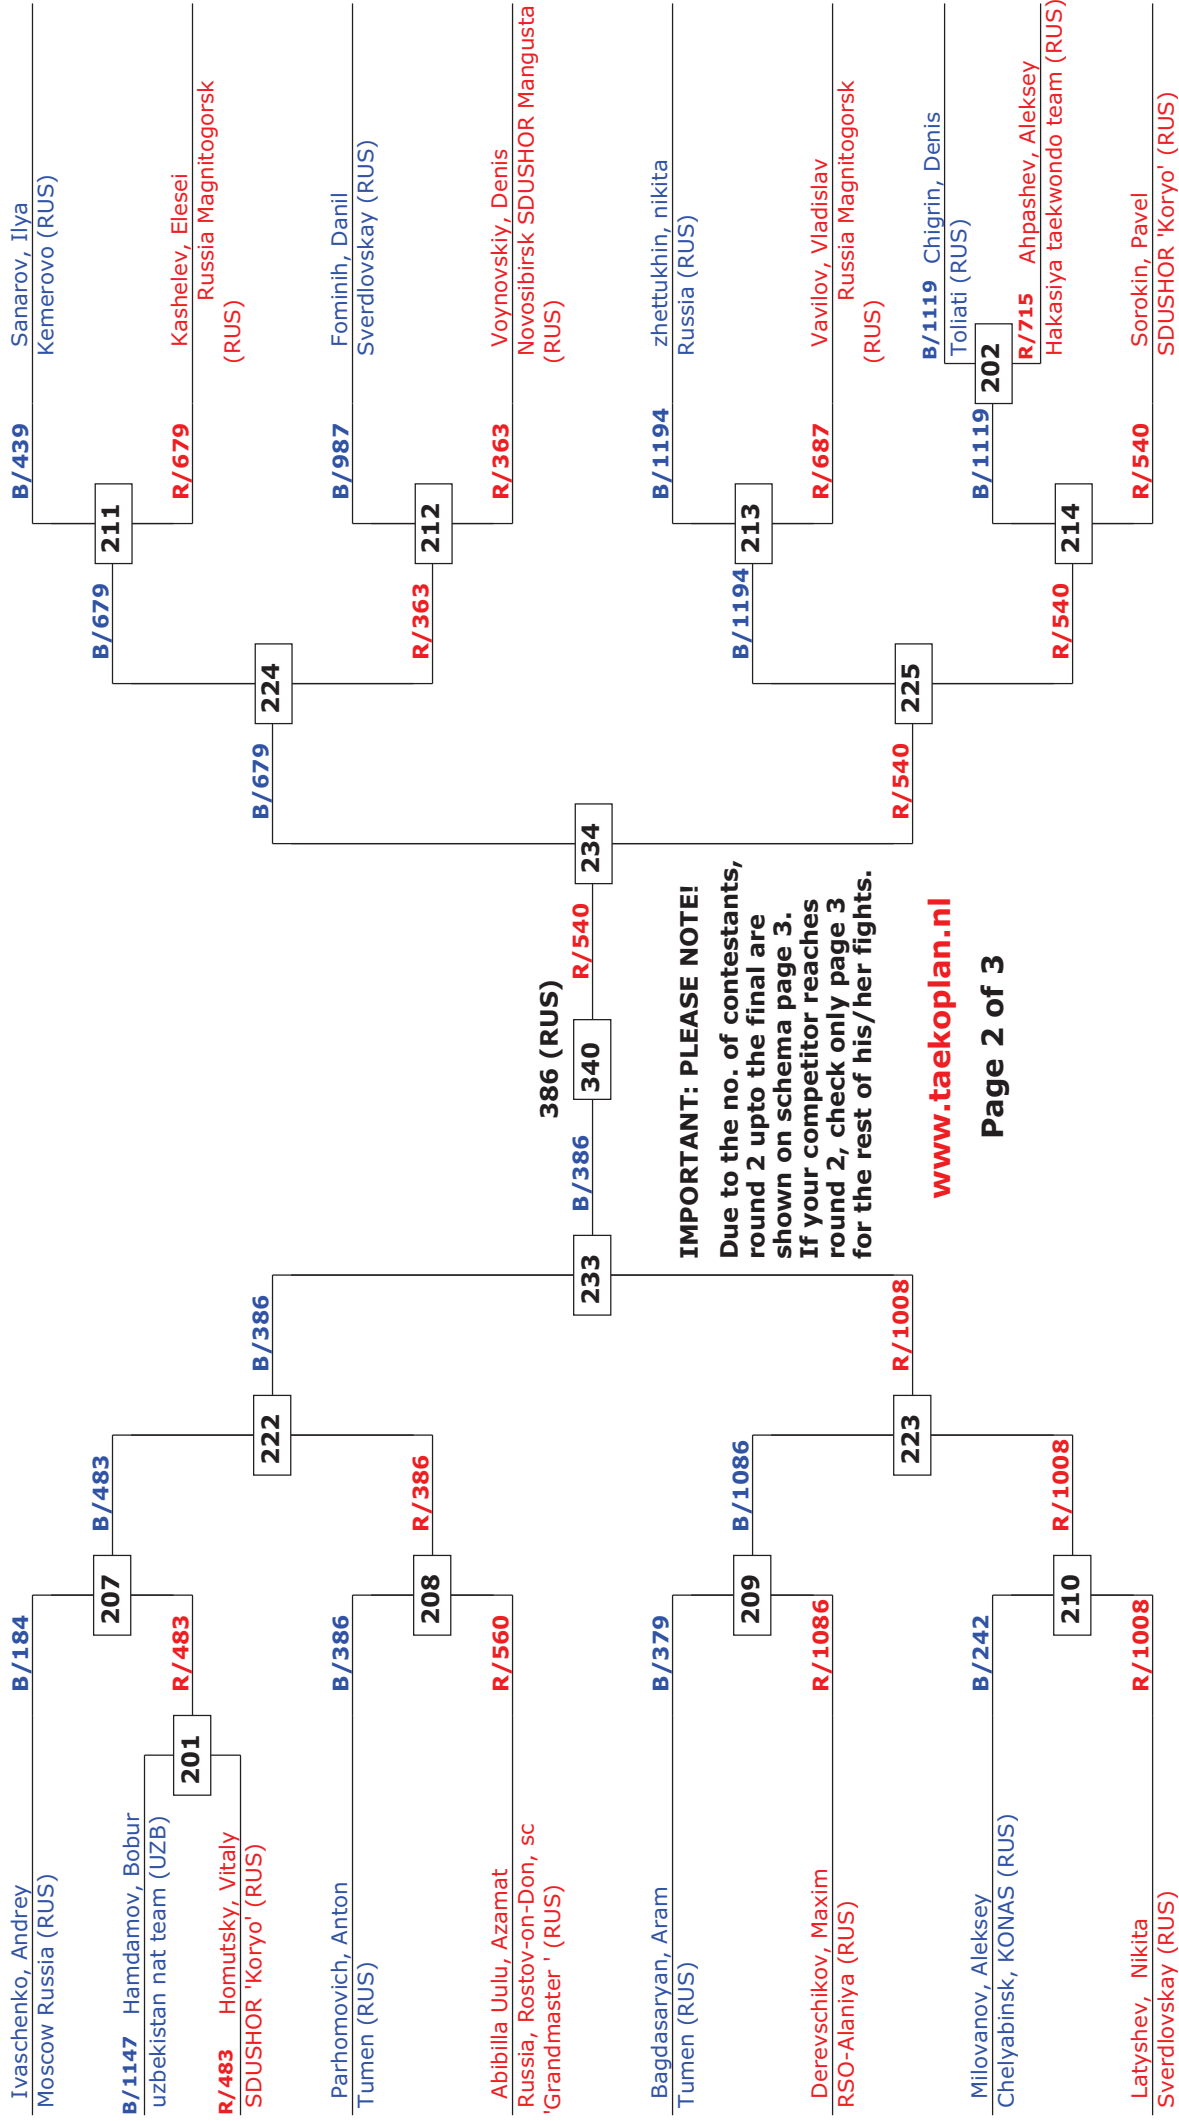 Ivaschenko, Andrey
Moscow Russia (RUS)
B/184
B/1147 Hamdamov, Bobur
uzbekistan nat team (UZB)
201
R/483 Homutsky, Vitaly
SDUSHOR 'Koryo' (RUS)
R/483
207
B/483
Parhomovich, Anton
Tumen (RUS)
B/386
208
R/386
Abibilla Uulu, Azamat
Russia, Rostov-on-Don, sc
'Grandmaster ' (RUS)
R/560
222
B/386
Bagdasaryan, Aram
Tumen (RUS)
B/379
209
B/1086
Derevschikov, Maxim
RSO-Alaniya (RUS)
R/1086
Milovanov, Aleksey
Chelyabinsk, KONAS (RUS)
B/242
210
R/1008
Latyshev, Nikita
Sverdlovskay (RUS)
R/1008
223
R/1008
233
B/386
386 (RUS)
340
R/540
234
IMPORTANT: PLEASE NOTE!
Due to the no. of contestants,
round 2 upto the final are
shown on schema page 3.
If your competitor reaches
round 2, check only page 3
for the rest of his/her fights.
www.taekoplan.nl
Page 2 of 3
B/679
224
B/679
211
B/439
Sanarov, Ilya
Kemerovo (RUS)
R/679
Kashelev, Elesei
Russia Magnitogorsk
(RUS)
R/363
212
B/987
Fominih, Danil
Sverdlovskay (RUS)
R/363
Voynovskiy, Denis
Novosibirsk SDUSHOR Mangusta
(RUS)
R/540
225
B/1194
213
B/1194
zhettukhin, nikita
Russia (RUS)
R/687
Vavilov, Vladislav
Russia Magnitogorsk
(RUS)
R/540
214
B/1119
202
B/1119 Chigrin, Denis
Toliati (RUS)
R/715 Ahpashev, Aleksey
Hakasiya taekwondo team (RUS)
R/540
Sorokin, Pavel
SDUSHOR 'Koryo' (RUS)